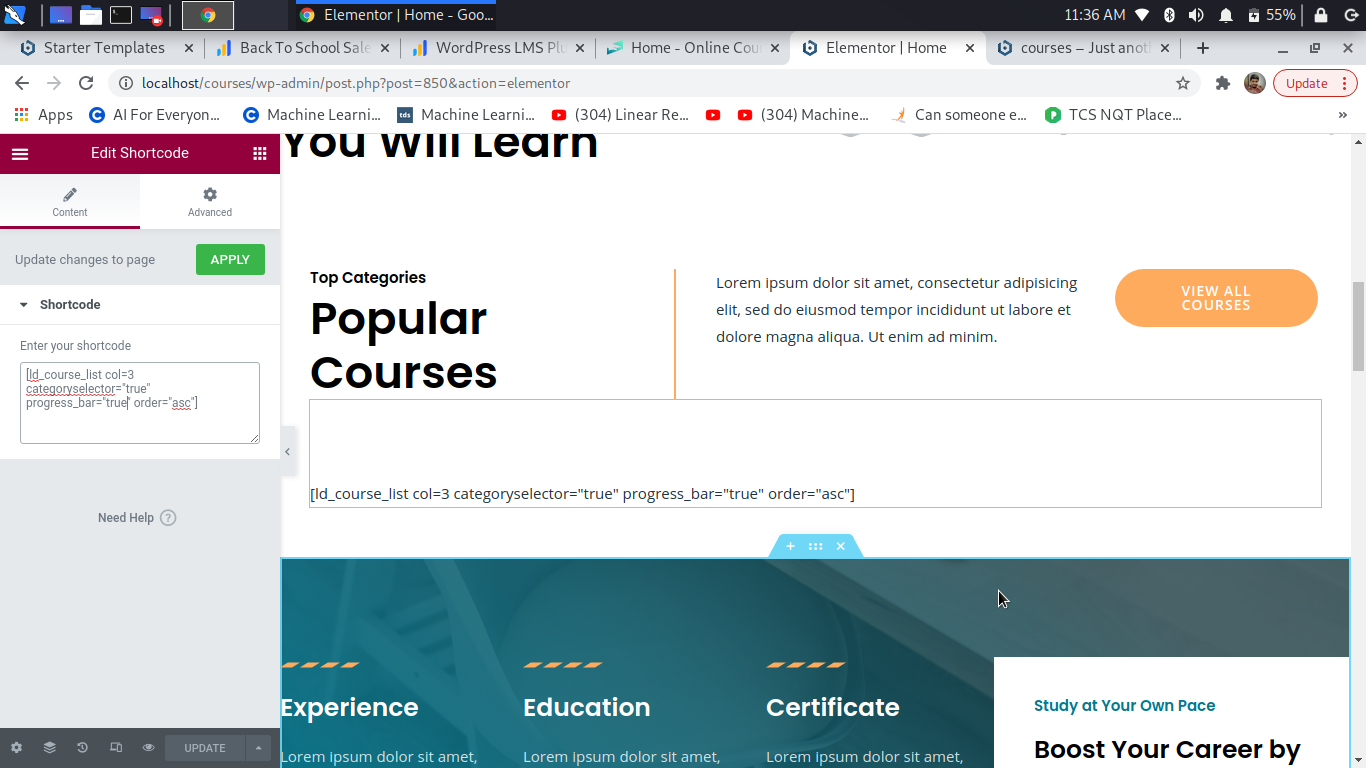 Elementor | Home - Goo...
11:36 AM
55%
Starter Templates
Back To School Sale
WordPress LMS Plu
Home - Online Cour
Elementor | Home
courses – Just anoth
localhost/courses/wp-admin/post.php?post=850&action=elementor
Update
Apps
AI For Everyon...
Machine Learni...
tds
Machine Learni...
(304) Linear Re...
(304) Machine...
Can someone e...
TCS NQT Place...
»
Edit Shortcode
Content
Advanced
Update changes to page
APPLY
Shortcode
Enter your shortcode
[ld_course_list col=3
categoryselector="true"
progress_bar="true" order="asc"]
Need Help
UPDATE
You Will Learn
Top Categories
Popular
Courses
Lorem ipsum dolor sit amet, consectetur adipisicing
elit, sed do eiusmod tempor incididunt ut labore et
dolore magna aliqua. Ut enim ad minim.
VIEW ALL
COURSES
[ld_course_list col=3 categoryselector="true" progress_bar="true" order="asc"]
Experience
Lorem ipsum dolor sit amet,
Education
Lorem ipsum dolor sit amet,
Certificate
Lorem ipsum dolor sit amet,
Study at Your Own Pace
Boost Your Career by